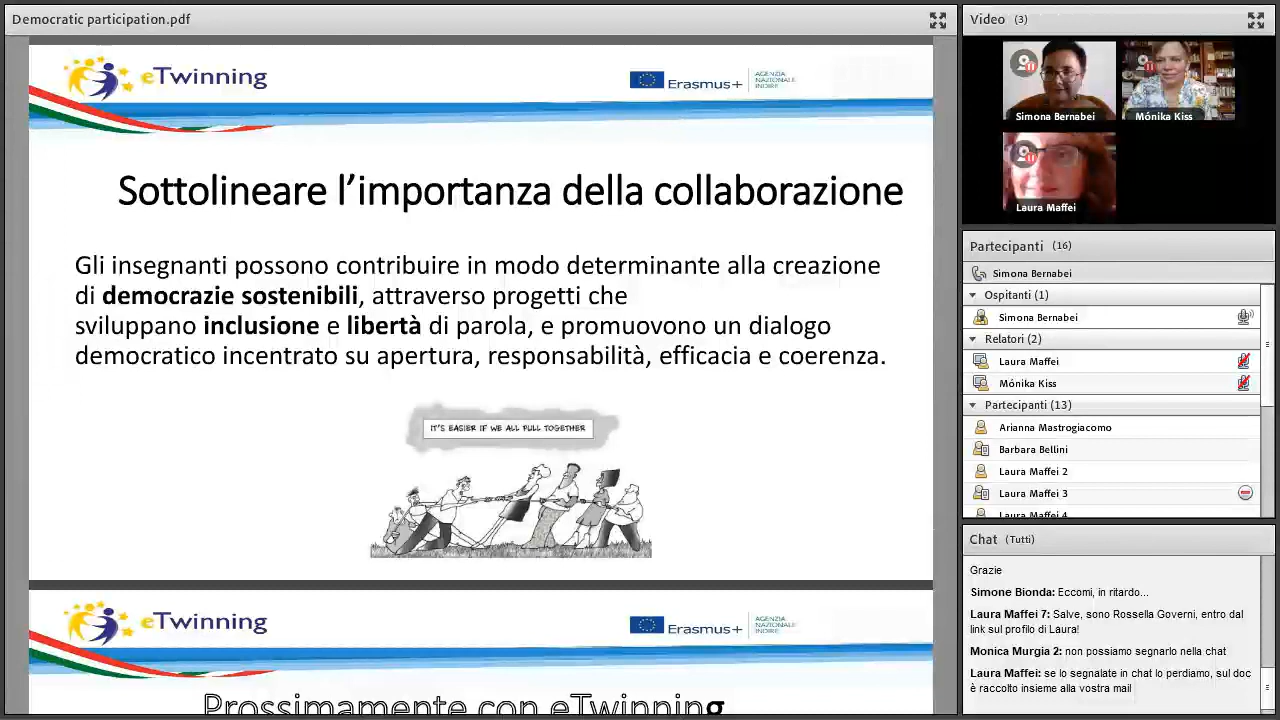 Democratic participation.pdf
eTwinning
Erasmus+
AGENZIA
NAZIONALE
INDIRE
Sottolineare l’importanza della collaborazione
Gli insegnanti possono contribuire in modo determinante alla creazione
di democrazie sostenibili, attraverso progetti che
sviluppano inclusione e libertà di parola, e promuovono un dialogo
democratico incentrato su apertura, responsabilità, efficacia e coerenza.
IT'S EASIER IF WE ALL PULL TOGETHER
eTwinning
Erasmus+
AGENZIA
NAZIONALE
INDIRE
Prossimamente con eTwinning
Video (3)
Simona Bernabei
Mónika Kiss
Laura Maffei
Partecipanti (16)
Simona Bernabei
Ospitanti (1)
Simona Bernabei
Relatori (2)
Laura Maffei
Mónika Kiss
Partecipanti (13)
Arianna Mastrogiacomo
Barbara Bellini
Laura Maffei 2
Laura Maffei 3
Laura Maffei 4
Chat (Tutti)
Grazie
Simone Bionda: Eccomi, in ritardo...
Laura Maffei 7: Salve, sono Rossella Governi, entro dal
link sul profilo di Laura!
Monica Murgia 2: non possiamo segnarlo nella chat
Laura Maffei: se lo segnalate in chat lo perdiamo, sul doc
è raccolto insieme alla vostra mail